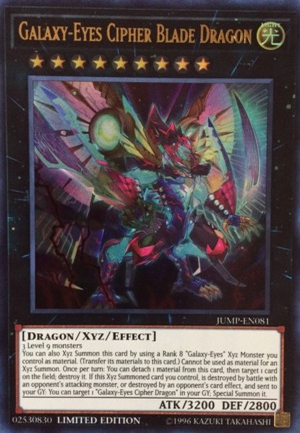 GALAXY-EYES CIPHER BLADE DRAGON
光
JUMP-EN081
[DRAGON/XYZ/EFFECT]
3 Level 9 monsters
You can also Xyz Summon this card by using a Rank 8 "Galaxy-Eyes" Xyz Monster you
control as material. (Transfer its materials to this card.) Cannot be used as material for an
Xyz Summon. Once per turn: You can detach 1 material from this card, then target 1 card
on the field; destroy it. If this Xyz Summoned card you control, is destroyed by battle with
an opponent's attacking monster, or destroyed by an opponent's card effect, and sent to
your GY: You can target 1 "Galaxy-Eyes Cipher Dragon" in your GY; Special Summon it.
ATK/3200 DEF/2800
02530830 LIMITED EDITION ©1996 KAZUKI TAKAHASHI